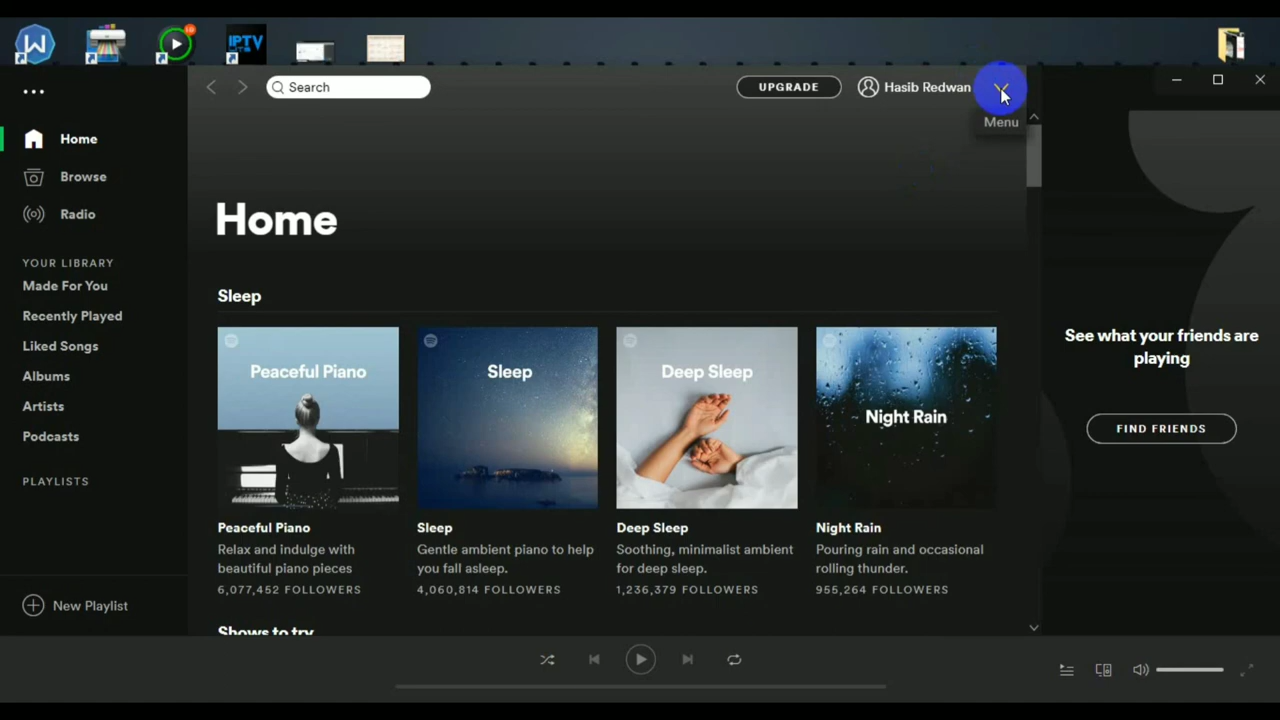 IPTV
Search
UPGRADE
Hasib Redwan
Menu
Home
Browse
Radio
YOUR LIBRARY
Made For You
Recently Played
Liked Songs
Albums
Artists
Podcasts
PLAYLISTS
New Playlist
Home
Sleep
Peaceful Piano
Sleep
Deep Sleep
Night Rain
Peaceful Piano
Relax and indulge with
beautiful piano pieces
6,077,452 FOLLOWERS
Sleep
Gentle ambient piano to help
you fall asleep.
4,060,814 FOLLOWERS
Deep Sleep
Soothing, minimalist ambient
for deep sleep.
1,236,379 FOLLOWERS
Night Rain
Pouring rain and occasional
rolling thunder.
955,264 FOLLOWERS
Shows to try
See what your friends are
playing
FIND FRIENDS